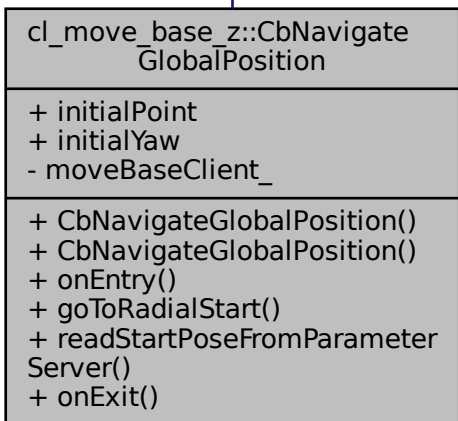 cl_move_base_z::CbNavigate
GlobalPosition
+ initialPoint
+ initialYaw
- moveBaseClient_
+ CbNavigateGlobalPosition()
+ CbNavigateGlobalPosition()
+ onEntry()
+ goToRadialStart()
+ readStartPoseFromParameter
Server()
+ onExit()